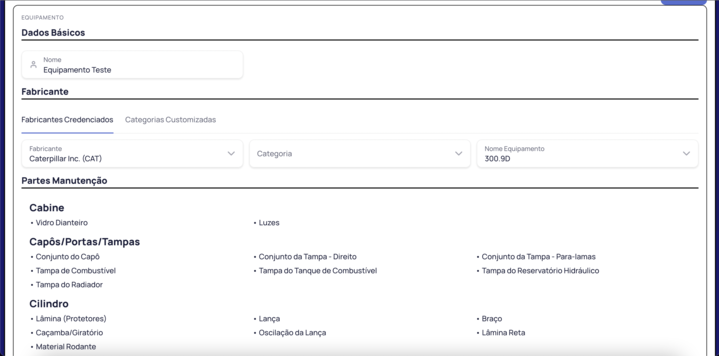 EQUIPAMENTO
Dados Básicos
Nome
Equipamento Teste
Fabricante
Fabricantes Credenciados Categorias Customizadas
Fabricante
Caterpillar Inc. (CAT)
Categoria
Nome Equipamento
300.9D
Partes Manutenção
Cabine
• Vidro Dianteiro • Luzes
Capôs/Portas/Tampas
• Conjunto do Capô • Conjunto da Tampa - Direito • Conjunto da Tampa - Para-lamas
• Tampa de Combustível • Tampa do Tanque de Combustível • Tampa do Reservatório Hidráulico
• Tampa do Radiador
Cilindro
• Lâmina (Protetores) • Lança • Braço
• Caçamba/Giratório • Oscilação da Lança • Lâmina Reta
• Material Rodante